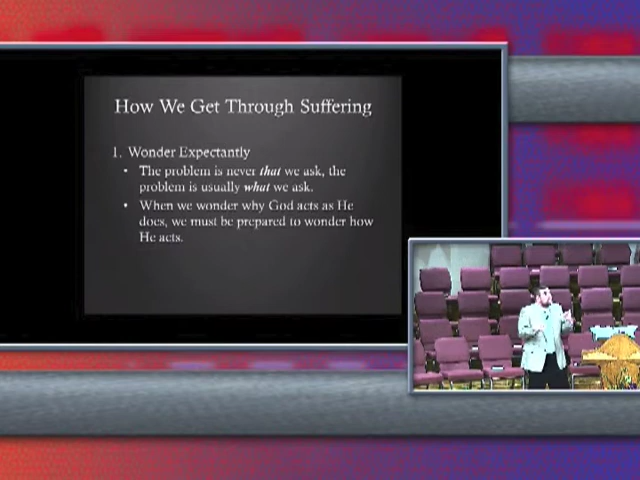 How We Get Through Suffering
1. Wonder Expectantly
• The problem is never that we ask, the
problem is usually what we ask.
• When we wonder why God acts as He
does, we must be prepared to wonder how
He acts.